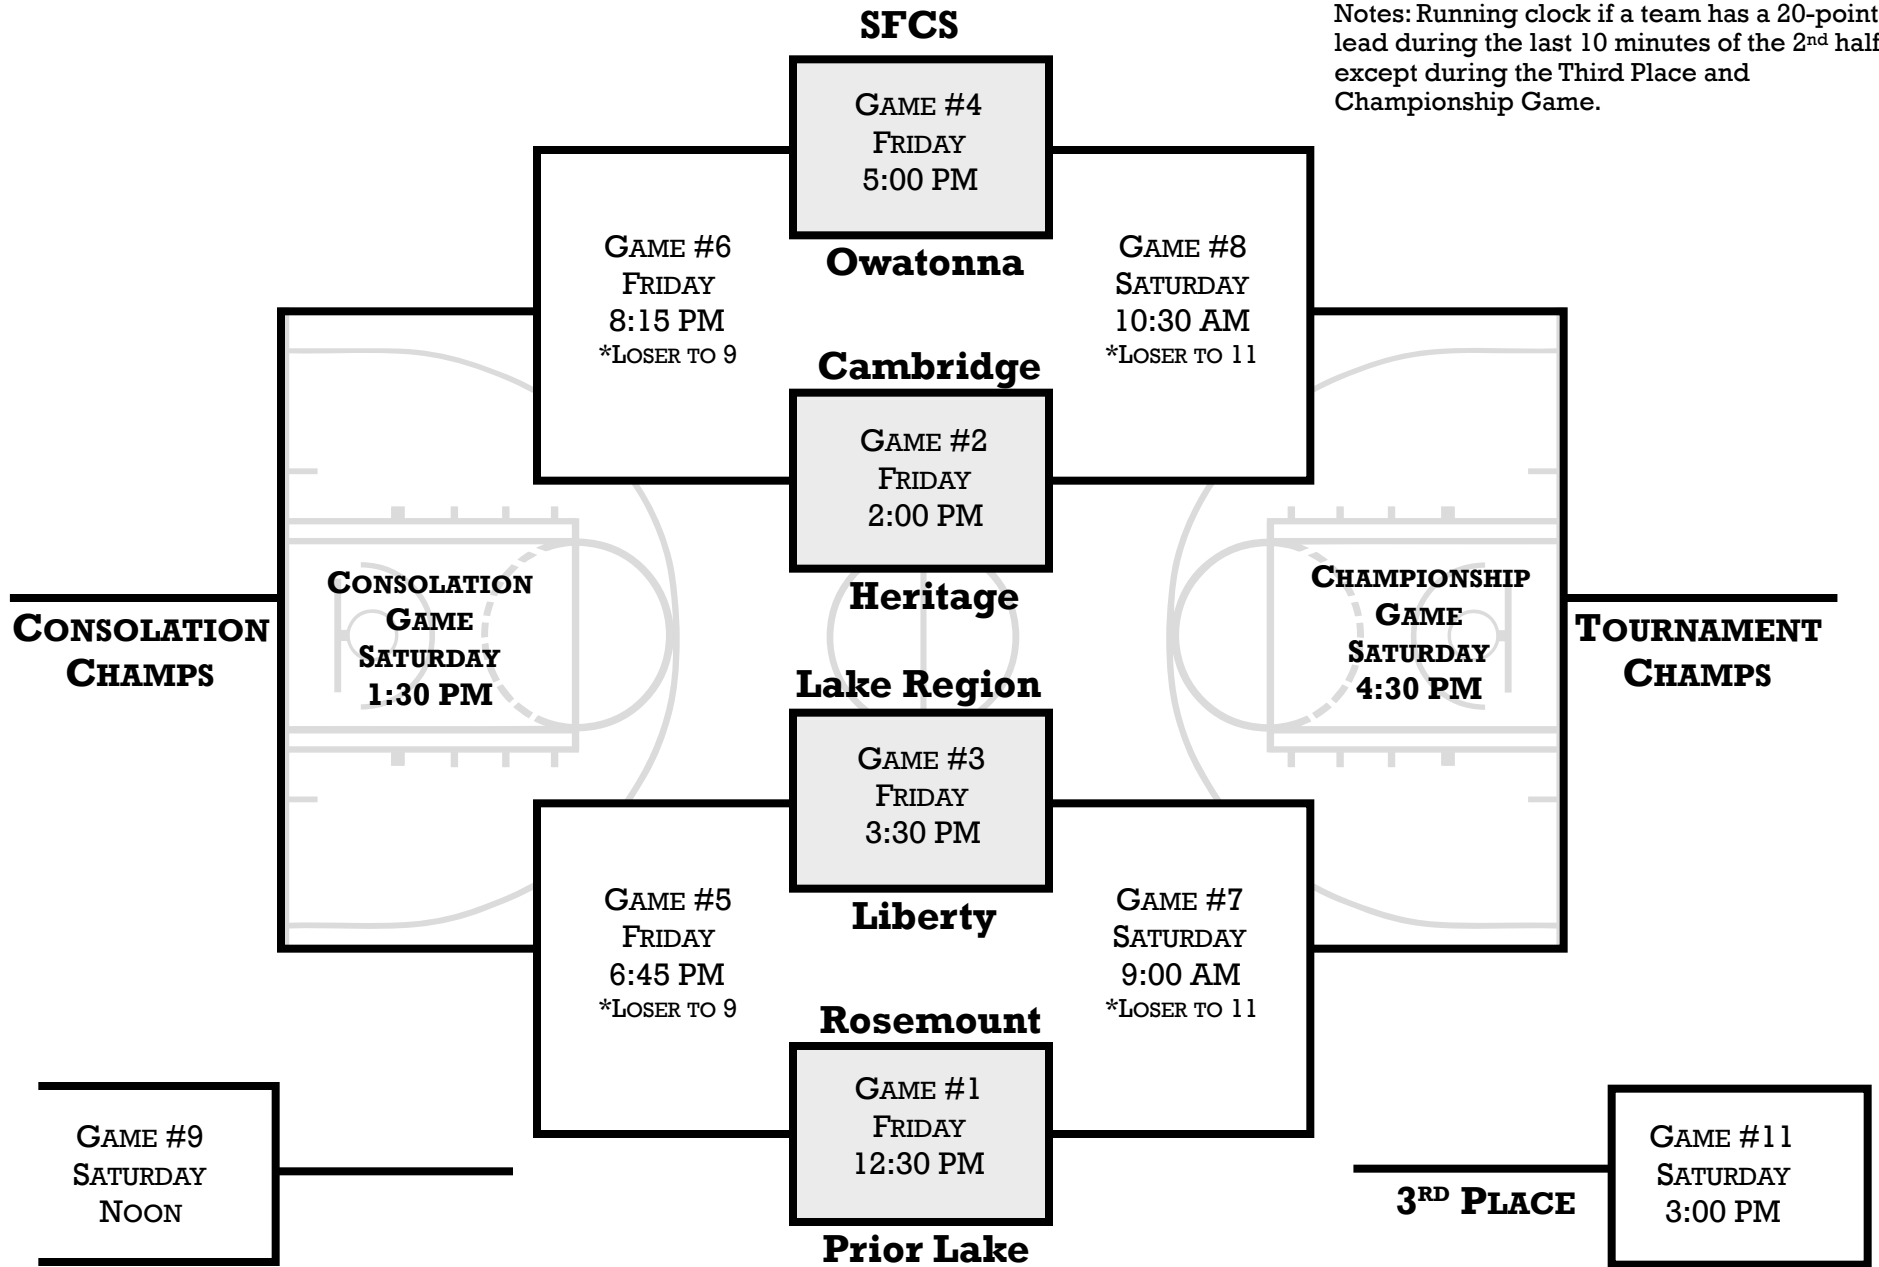 SFCS
Notes: Running clock if a team has a 20-point
lead during the last 10 minutes of the 2nd half
except during the Third Place and
Championship Game.
GAME #4
FRIDAY
5:00 PM
Owatonna
GAME #6
FRIDAY
8:15 PM
*LOSER TO 9
GAME #8
SATURDAY
10:30 AM
*LOSER TO 11
Cambridge
GAME #2
FRIDAY
2:00 PM
Heritage
CONSOLATION
CHAMPS
CONSOLATION
GAME
SATURDAY
1:30 PM
CHAMPIONSHIP
GAME
SATURDAY
4:30 PM
TOURNAMENT
CHAMPS
Lake Region
GAME #3
FRIDAY
3:30 PM
Liberty
GAME #5
FRIDAY
6:45 PM
*LOSER TO 9
GAME #7
SATURDAY
9:00 AM
*LOSER TO 11
Rosemount
GAME #1
FRIDAY
12:30 PM
Prior Lake
GAME #9
SATURDAY
NOON
3RD PLACE
GAME #11
SATURDAY
3:00 PM